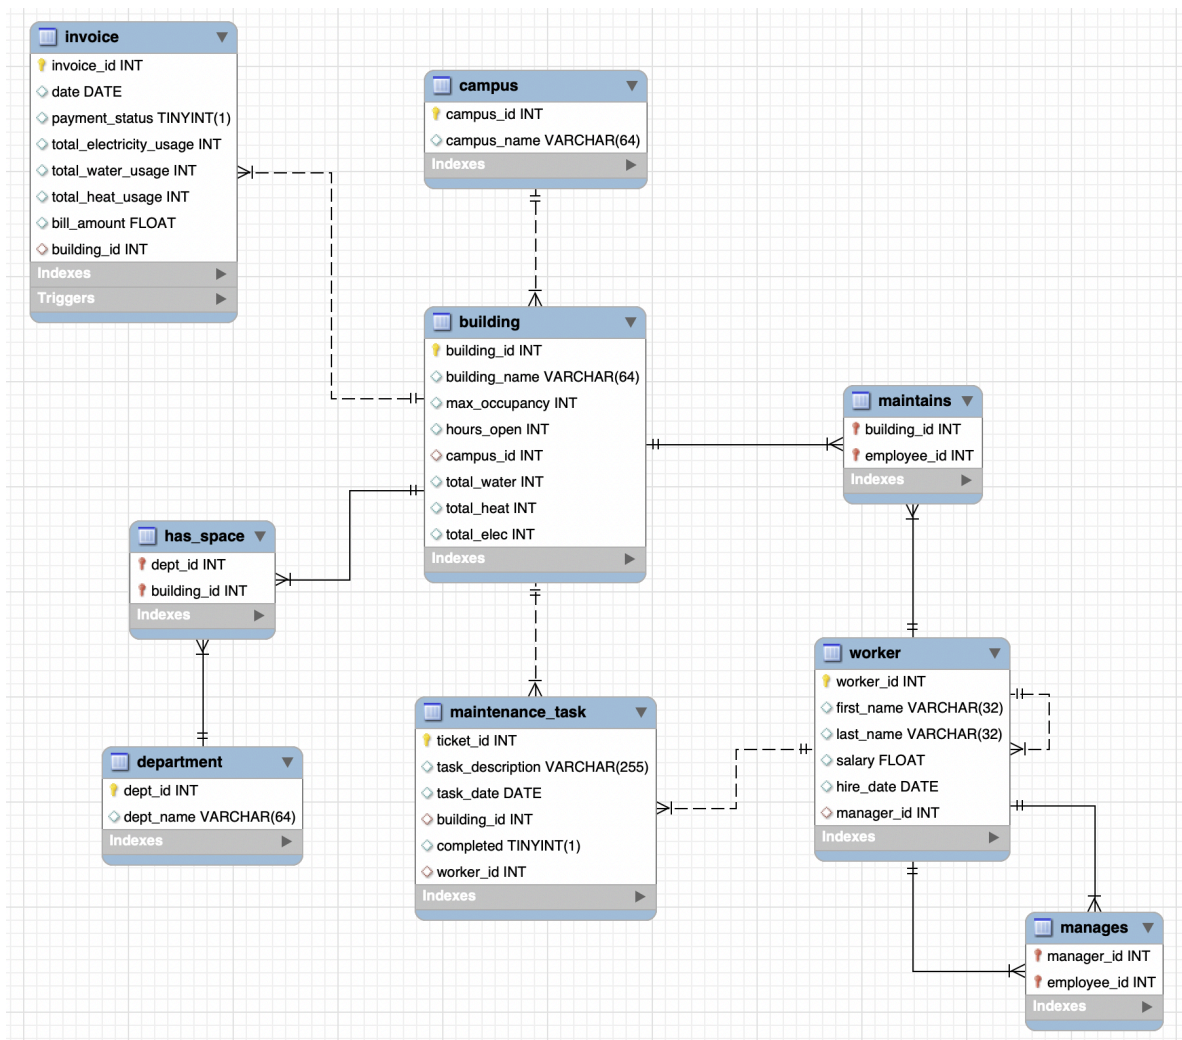 invoice
invoice_id INT
date DATE
payment_status TINYINT(1)
total_electricity_usage INT
total_water_usage INT
total_heat_usage INT
bill_amount FLOAT
building_id INT
Indexes
Triggers
campus
campus_id INT
campus_name VARCHAR(64)
Indexes
building
building_id INT
building_name VARCHAR(64)
max_occupancy INT
hours_open INT
campus_id INT
total_water INT
total_heat INT
total_elec INT
Indexes
maintains
building_id INT
employee_id INT
Indexes
has_space
dept_id INT
building_id INT
Indexes
department
dept_id INT
dept_name VARCHAR(64)
Indexes
maintenance_task
ticket_id INT
task_description VARCHAR(255)
task_date DATE
building_id INT
completed TINYINT(1)
worker_id INT
Indexes
worker
worker_id INT
first_name VARCHAR(32)
last_name VARCHAR(32)
salary FLOAT
hire_date DATE
manager_id INT
Indexes
manages
manager_id INT
employee_id INT
Indexes